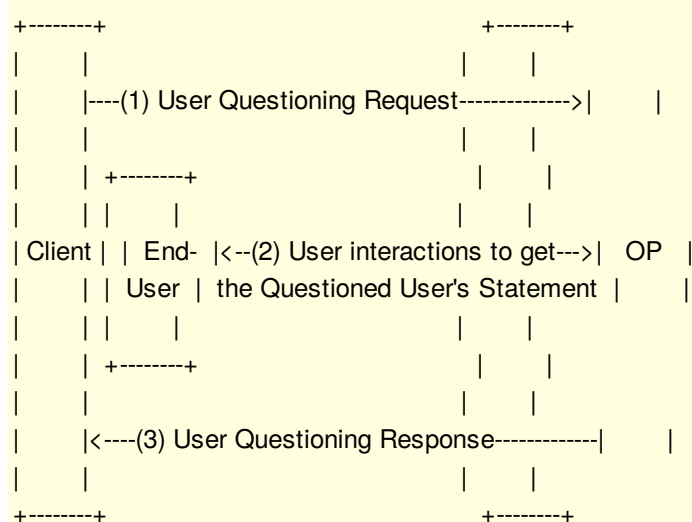 +--------+                                                       +--------+
|        |                                                       |        |
|        |----(1) User Questioning Request-------------->|        |
|        |                                                       |        |
|        | +--------+                                          |        |
|        | |        |                                          |        |
| Client | | End- |<--(2) User interactions to get--->| OP |
|        | | User | the Questioned User's Statement |        |
|        | |        |                                          |        |
|        | +--------+                                          |        |
|        |                                                       |        |
|        |<----(3) User Questioning Response-------------|        |
|        |                                                       |        |
+--------+                                                       +--------+